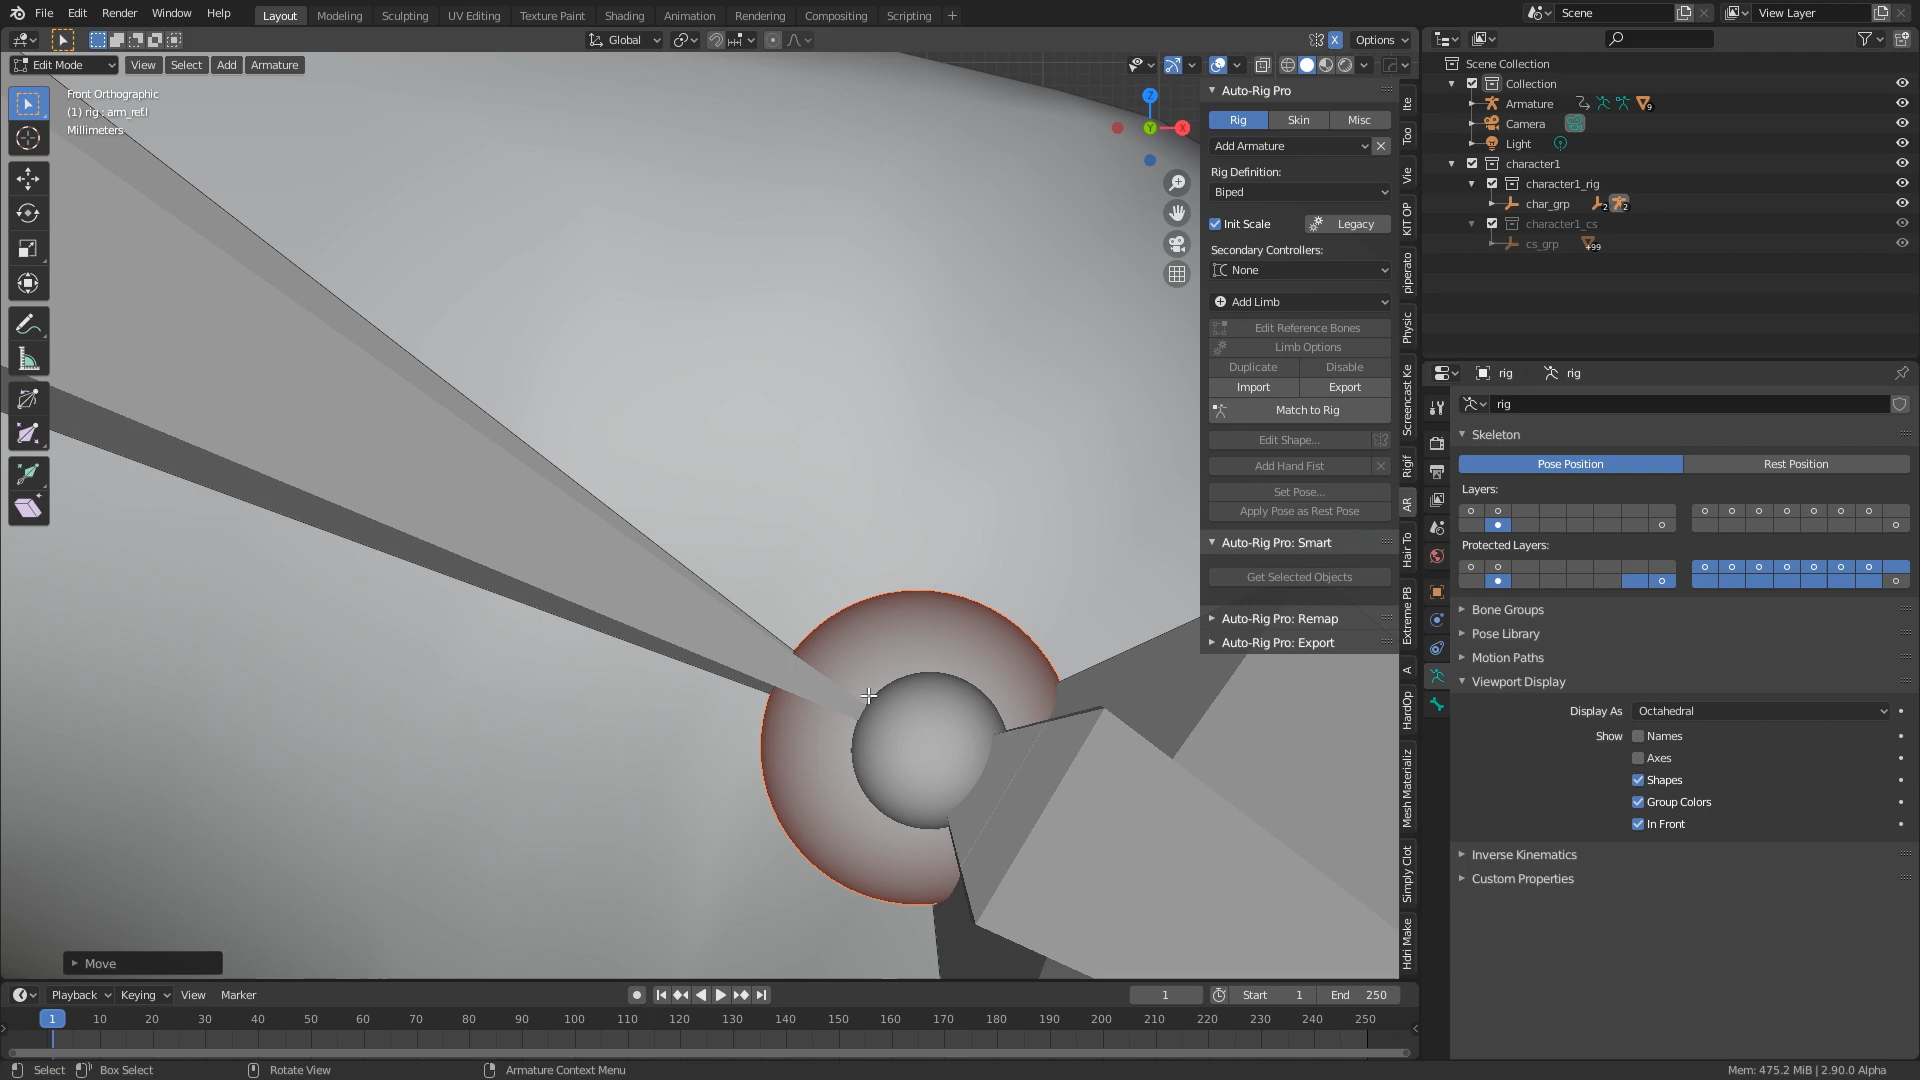 File Edit Render Window Help
Layout Modeling Sculpting UV Editing Texture Paint Shading Animation Rendering Compositing Scripting +
Scene
View Layer
Global
X Options
Edit Mode View Select Add Armature
Front Orthographic
(1) rig : arm_ref.l
Millimeters
Z
Y
X
Auto-Rig Pro
Rig Skin Misc
Add Armature
Rig Definition:
Biped
Init Scale Legacy
Secondary Controllers:
None
Add Limb
Edit Reference Bones
Limb Options
Duplicate Disable
Import Export
Match to Rig
Edit Shape...
Add Hand Fist
Set Pose...
Apply Pose as Rest Pose
Auto-Rig Pro: Smart
Get Selected Objects
Auto-Rig Pro: Remap
Auto-Rig Pro: Export
Ite
Too
Vie
KIT OP
piperato
Physic
Screencast Ke
Rigif
AR
Hair To
Extreme PB
A
HardOp
Mesh Materializ
Simply Clot
Hdri Make
Scene Collection
Collection
Armature 9
Camera
Light
character1
character1_rig
char_grp 2 2
character1_cs
cs_grp +99
rig rig
rig
Skeleton
Pose Position Rest Position
Layers:
Protected Layers:
Bone Groups
Pose Library
Motion Paths
Viewport Display
Display As Octahedral
Show Names
Axes
Shapes
Group Colors
In Front
Inverse Kinematics
Custom Properties
Move
Playback Keying View Marker
1 Start 1 End 250
1 10 20 30 40 50 60 70 80 90 100 110 120 130 140 150 160 170 180 190 200 210 220 230 240 250
Select Box Select Rotate View Armature Context Menu
Mem: 475.2 MiB | 2.90.0 Alpha